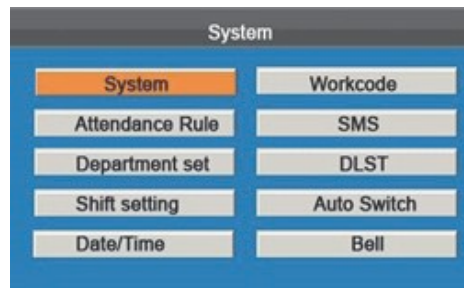 System
System
Workcode
Attendance Rule
SMS
Department set
DLST
Shift setting
Auto Switch
Date/Time
Bell